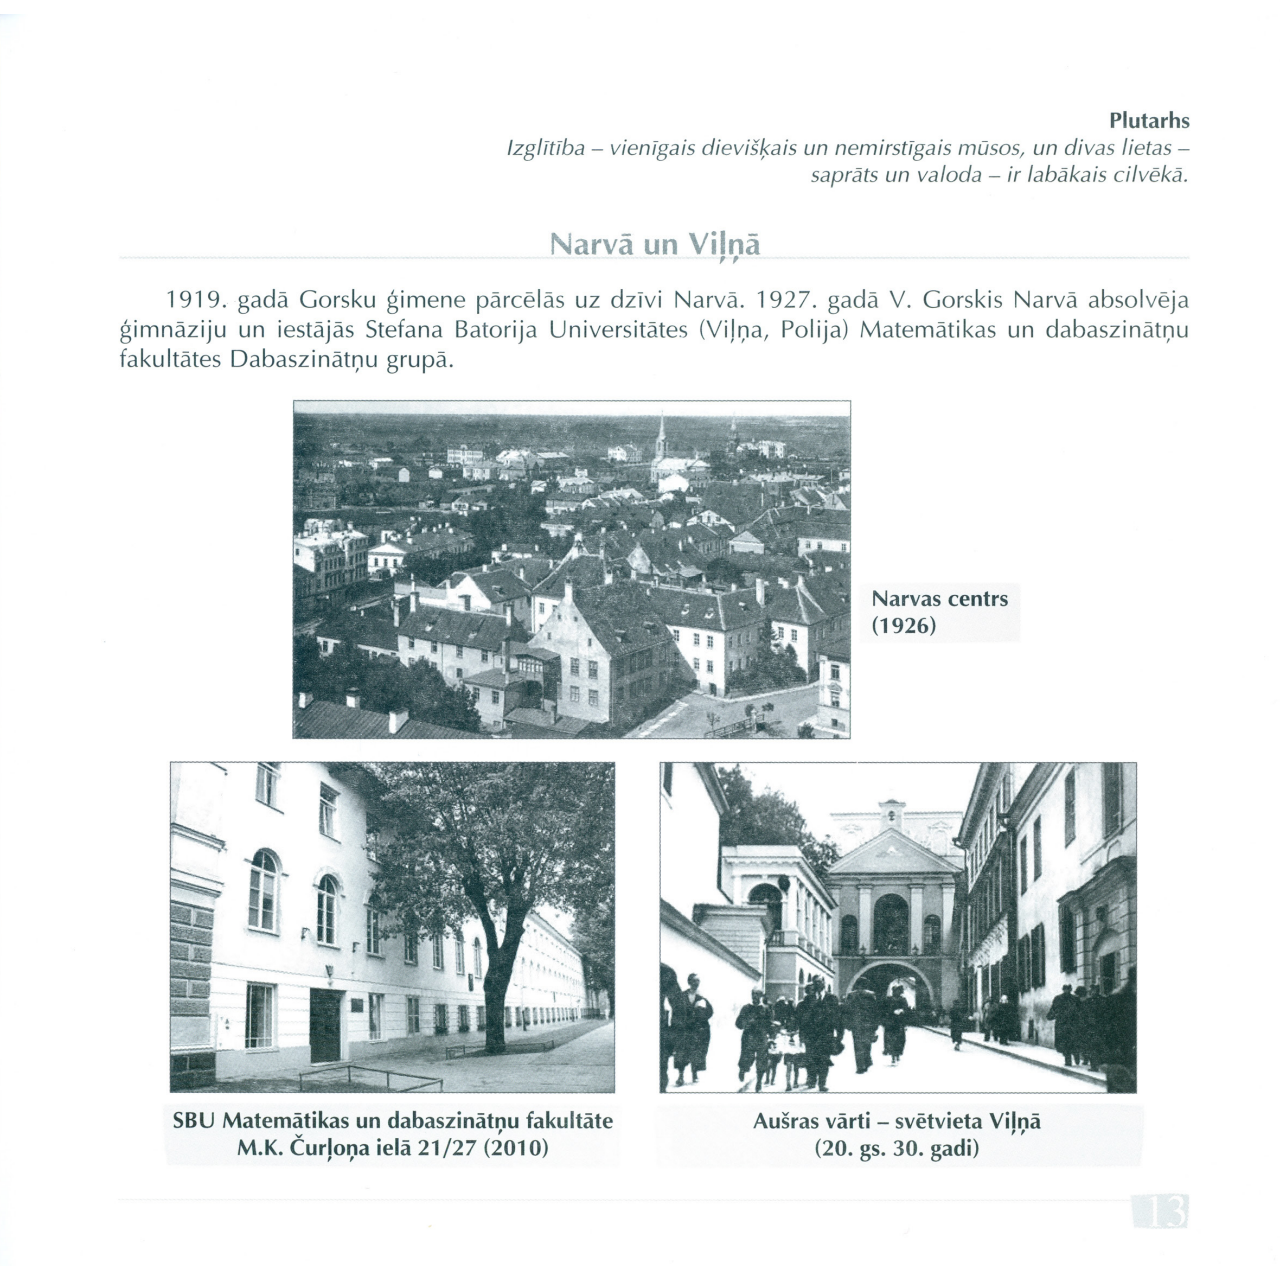 Plutarhs
Izglītība – vienīgais dievišķais un nemirstīgais mūsos, un divas lietas –
saprāts un valoda – ir labākais cilvēkā.
Narvā un Viļņā
1919. gadā Gorsku ģimene pārcēlās uz dzīvi Narvā. 1927. gadā V. Gorskis Narvā absolvēja
ģimnāziju un iestājās Stefana Batorija Universitātes (Viļņa, Polija) Matemātikas un dabaszinātņu
fakultātes Dabaszinātņu grupā.
Narvas centrs
(1926)
SBU Matemātikas un dabaszinātņu fakultāte
M.K. Čurļoņa ielā 21/27 (2010)
Aušras vārti – svētvieta Viļņā
(20. gs. 30. gadi)
13